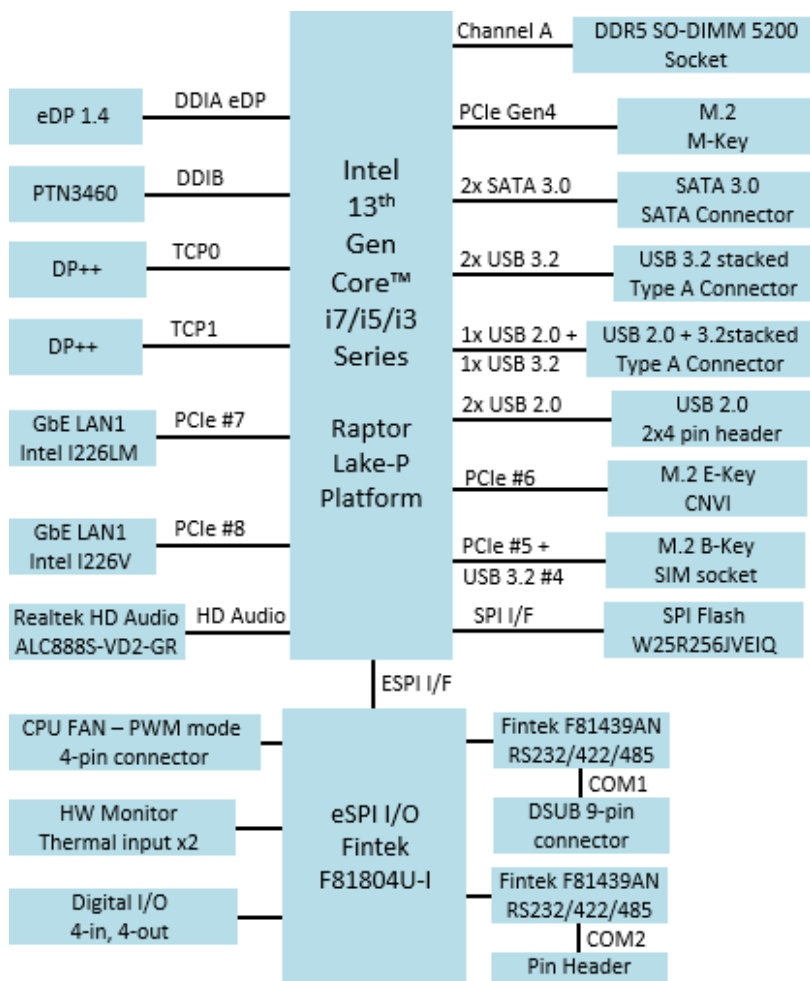 Channel A
DDR5 SO-DIMM 5200
Socket
eDP 1.4
DDIA eDP
PCIe Gen4
M.2
M-Key
PTN3460
DDIB
2x SATA 3.0
SATA 3.0
SATA Connector
DP++
TCP0
2x USB 3.2
USB 3.2 stacked
Type A Connector
DP++
TCP1
1x USB 2.0 +
1x USB 3.2
USB 2.0 + 3.2stacked
Type A Connector
Intel
13th
Gen
Core™
i7/i5/i3
Series
Raptor
Lake-P
Platform
2x USB 2.0
USB 2.0
2x4 pin header
GbE LAN1
Intel I226LM
PCIe #7
PCIe #6
M.2 E-Key
CNVI
GbE LAN1
Intel I226V
PCIe #8
PCIe #5 +
USB 3.2 #4
M.2 B-Key
SIM socket
Realtek HD Audio
ALC888S-VD2-GR
HD Audio
SPI I/F
SPI Flash
W25R256JVEIQ
ESPI I/F
CPU FAN – PWM mode
4-pin connector
Fintek F81439AN
RS232/422/485
COM1
DSUB 9-pin
connector
HW Monitor
Thermal input x2
eSPI I/O
Fintek
F81804U-I
Digital I/O
4-in, 4-out
Fintek F81439AN
RS232/422/485
COM2
Pin Header